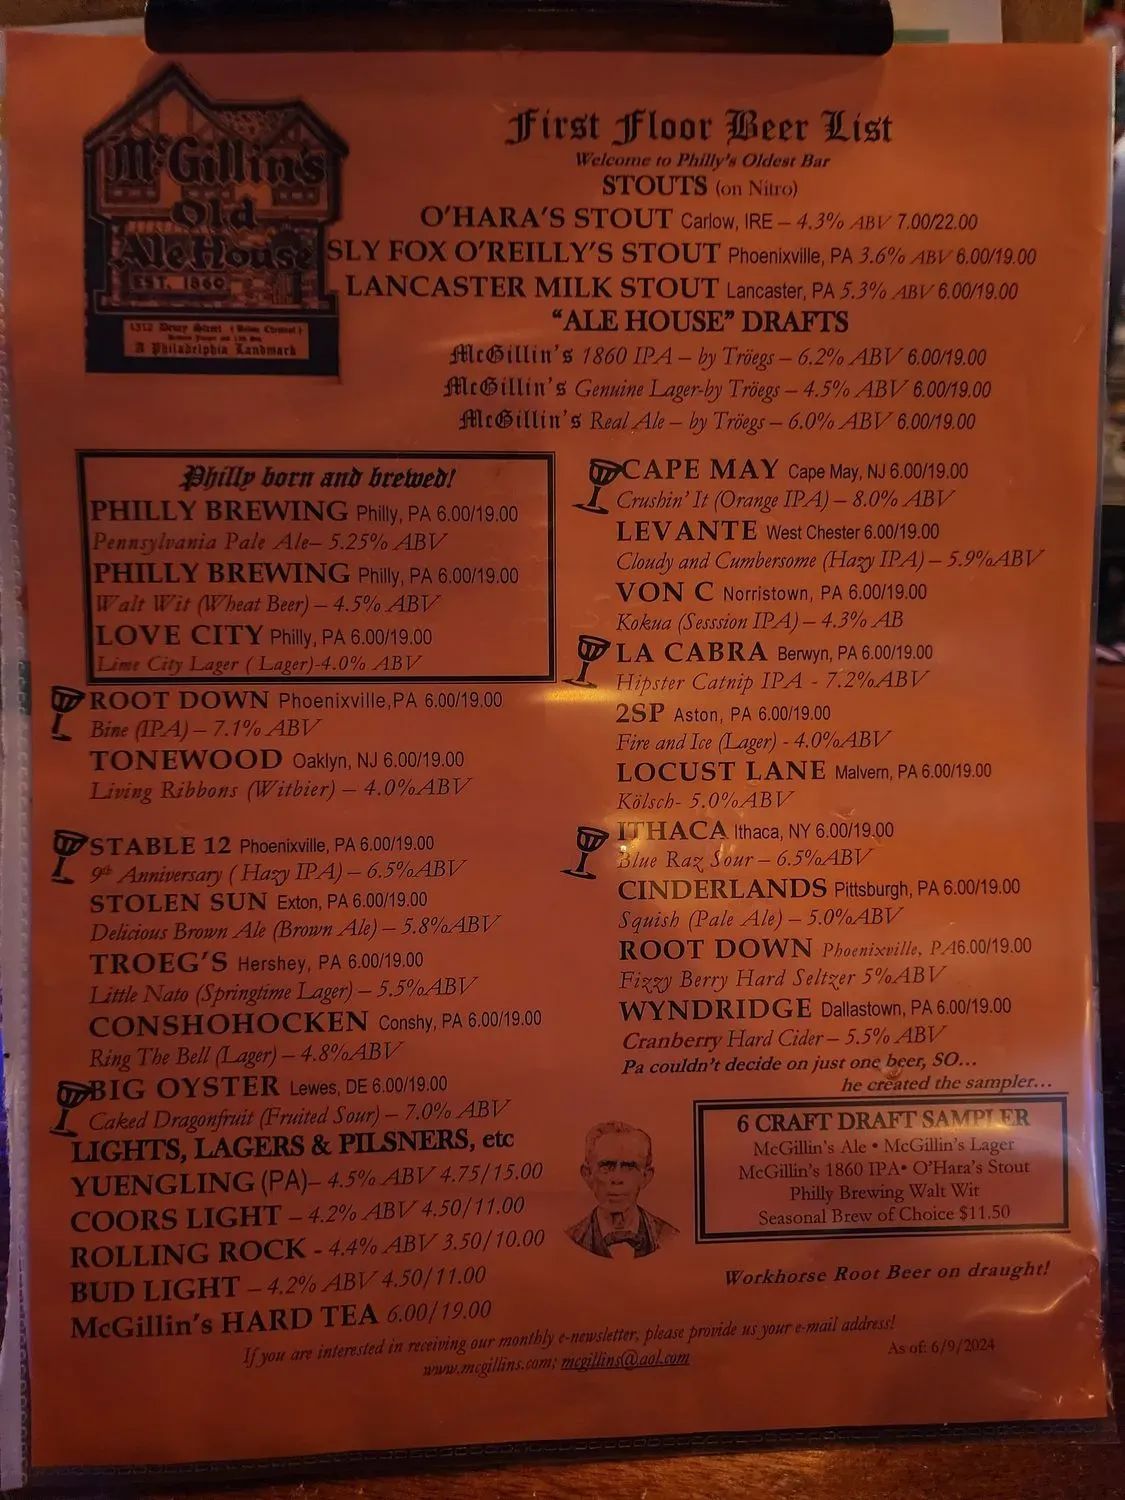 McGillin's
Old
Ale House
EST. 1860
1312 Drury Street
A Philadelphia Landmark
First Floor Beer List
Welcome to Philly's Oldest Bar
STOUTS (on Nitro)
O'HARA'S STOUT Carlow, IRE – 4.3% ABV 7.00/22.00
SLY FOX O'REILLY'S STOUT Phoenixville, PA 3.6% ABV 6.00/19.00
LANCASTER MILK STOUT Lancaster, PA 5.3% ABV 6.00/19.00
"ALE HOUSE" DRAFTS
McGillin's 1860 IPA – by Tröegs – 6.2% ABV 6.00/19.00
McGillin's Genuine Lager-by Tröegs – 4.5% ABV 6.00/19.00
McGillin's Real Ale – by Tröegs – 6.0% ABV 6.00/19.00
Philly born and brewed!
PHILLY BREWING Philly, PA 6.00/19.00
Pennsylvania Pale Ale– 5.25% ABV
PHILLY BREWING Philly, PA 6.00/19.00
Walt Wit (Wheat Beer) – 4.5% ABV
LOVE CITY Philly, PA 6.00/19.00
Lime City Lager ( Lager)-4.0% ABV
ROOT DOWN Phoenixville,PA 6.00/19.00
Bine (IPA) – 7.1% ABV
TONEWOOD Oaklyn, NJ 6.00/19.00
Living Ribbons (Witbier) – 4.0%ABV
STABLE 12 Phoenixville, PA 6.00/19.00
9th Anniversary ( Hazy IPA) – 6.5%ABV
STOLEN SUN Exton, PA 6.00/19.00
Delicious Brown Ale (Brown Ale) – 5.8%ABV
TROEG'S Hershey, PA 6.00/19.00
Little Nato (Springtime Lager) – 5.5%ABV
CONSHOHOCKEN Conshy, PA 6.00/19.00
Ring The Bell (Lager) – 4.8%ABV
BIG OYSTER Lewes, DE 6.00/19.00
Caked Dragonfruit (Fruited Sour) – 7.0% ABV
LIGHTS, LAGERS & PILSNERS, etc
YUENGLING (PA)– 4.5% ABV 4.75/15.00
COORS LIGHT – 4.2% ABV 4.50/11.00
ROLLING ROCK - 4.4% ABV 3.50/10.00
BUD LIGHT – 4.2% ABV 4.50/11.00
McGillin's HARD TEA 6.00/19.00
CAPE MAY Cape May, NJ 6.00/19.00
Crushin' It (Orange IPA) – 8.0% ABV
LEVANTE West Chester 6.00/19.00
Cloudy and Cumbersome (Hazy IPA) – 5.9%ABV
VON C Norristown, PA 6.00/19.00
Kokua (Sesssion IPA) – 4.3% AB
LA CABRA Berwyn, PA 6.00/19.00
Hipster Catnip IPA - 7.2%ABV
2SP Aston, PA 6.00/19.00
Fire and Ice (Lager) - 4.0%ABV
LOCUST LANE Malvern, PA 6.00/19.00
Kölsch- 5.0%ABV
ITHACA Ithaca, NY 6.00/19.00
Blue Raz Sour – 6.5%ABV
CINDERLANDS Pittsburgh, PA 6.00/19.00
Squish (Pale Ale) – 5.0%ABV
ROOT DOWN Phoenixville, PA6.00/19.00
Fizzy Berry Hard Seltzer 5%ABV
WYNDRIDGE Dallastown, PA 6.00/19.00
Cranberry Hard Cider – 5.5% ABV
Pa couldn't decide on just one beer, SO...
he created the sampler...
6 CRAFT DRAFT SAMPLER
McGillin's Ale • McGillin's Lager
McGillin's 1860 IPA• O'Hara's Stout
Philly Brewing Walt Wit
Seasonal Brew of Choice $11.50
Workhorse Root Beer on draught!
If you are interested in receiving our monthly e-newsletter, please provide us your e-mail address!
www.mcgillins.com; mcgillins@aol.com
As of: 6/9/2024